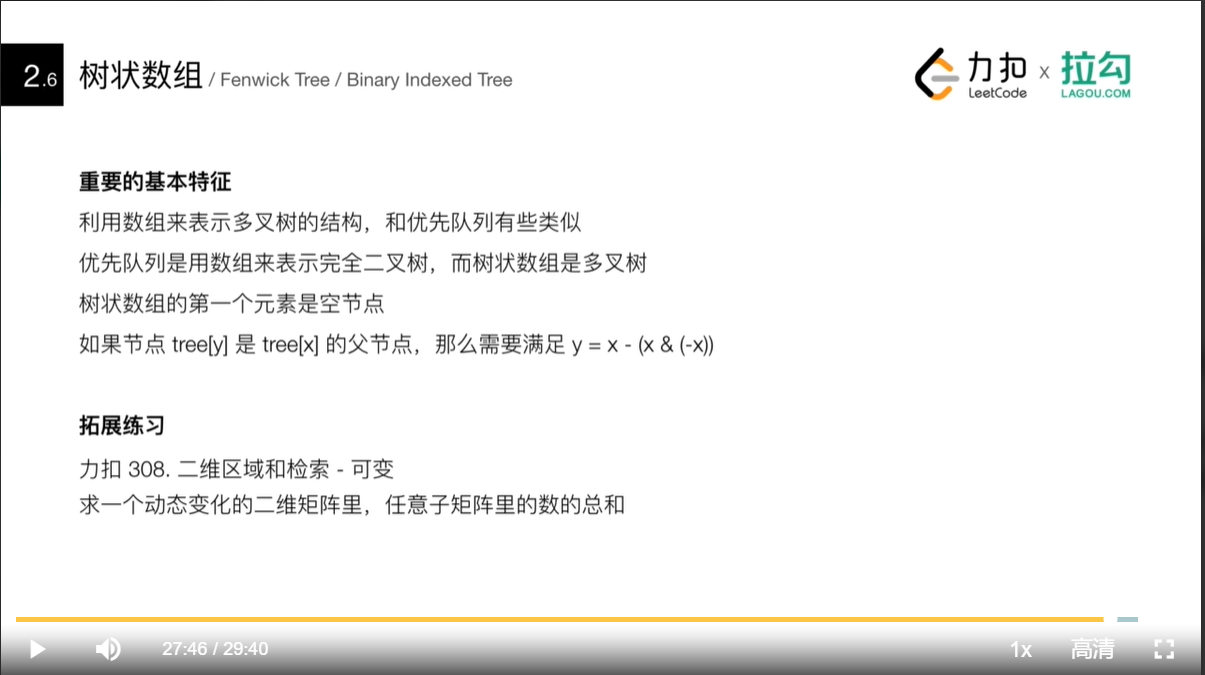 2.6 树状数组 / Fenwick Tree / Binary Indexed Tree
力扣 LeetCode x 拉勾 LAGOU.COM
重要的基本特征
利用数组来表示多叉树的结构，和优先队列有些类似
优先队列是用数组来表示完全二叉树，而树状数组是多叉树
树状数组的第一个元素是空节点
如果节点 tree[y] 是 tree[x] 的父节点，那么需要满足 y = x - (x & (-x))
拓展练习
力扣 308. 二维区域和检索 - 可变
求一个动态变化的二维矩阵里，任意子矩阵里的数的总和
27:46 / 29:40 1x 高清